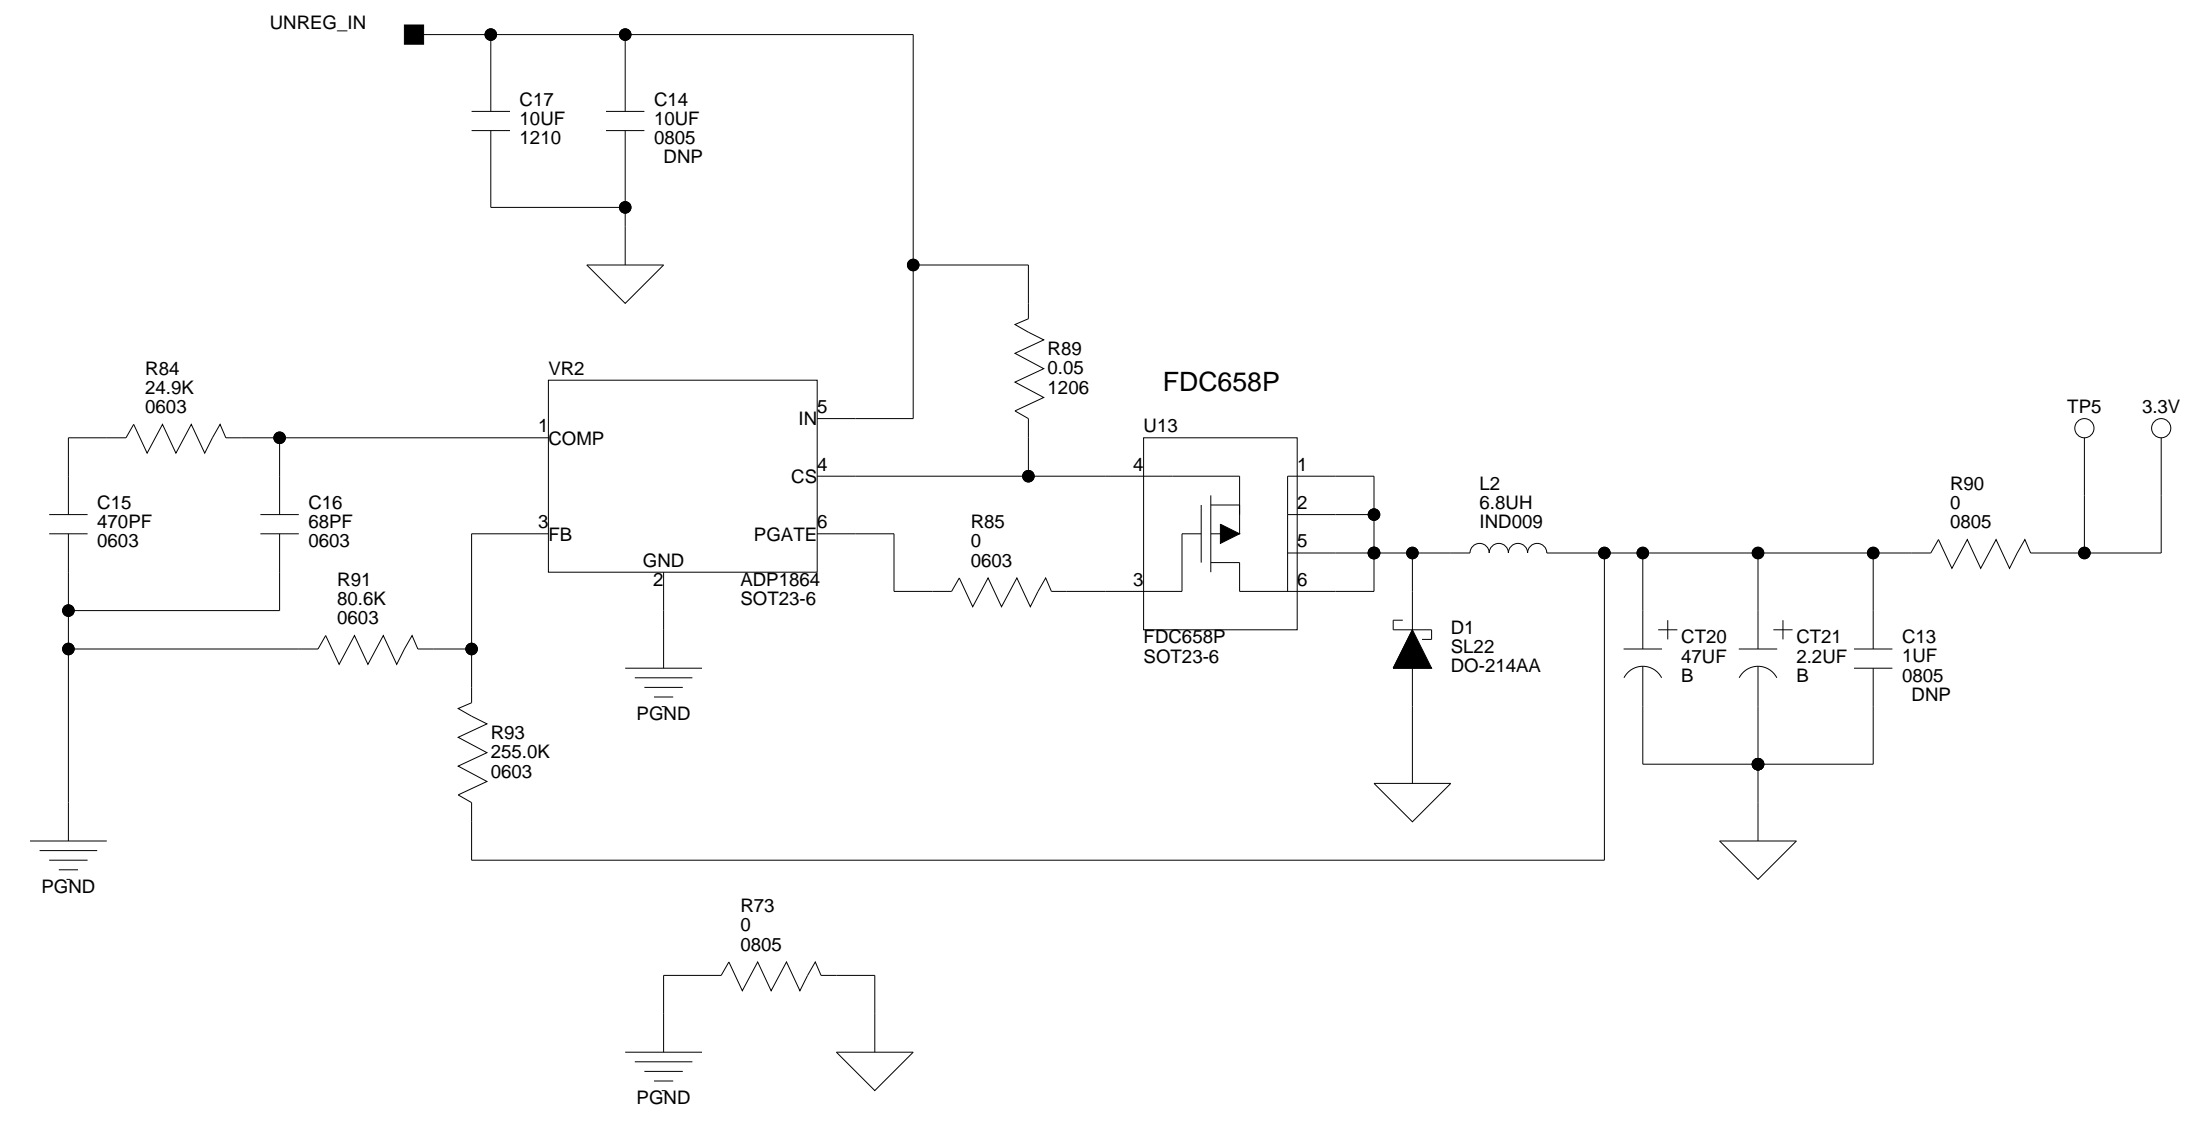 UNREG_IN
C17
10UF
1210
C14
10UF
0805
DNP
R89
0.05
1206
FDC658P
R84
24.9K
0603
VR2
5
IN
1
COMP
4
CS
3
FB
6
PGATE
GND
2
ADP1864
SOT23-6
C15
470PF
0603
C16
68PF
0603
R91
80.6K
0603
R85
0
0603
U13
4
3
1
2
5
6
FDC658P
SOT23-6
L2
6.8UH
IND009
R90
0
0805
TP5
3.3V
D1
SL22
DO-214AA
CT20
47UF
B
CT21
2.2UF
B
C13
1UF
0805
DNP
PGND
R93
255.0K
0603
PGND
R73
0
0805
PGND